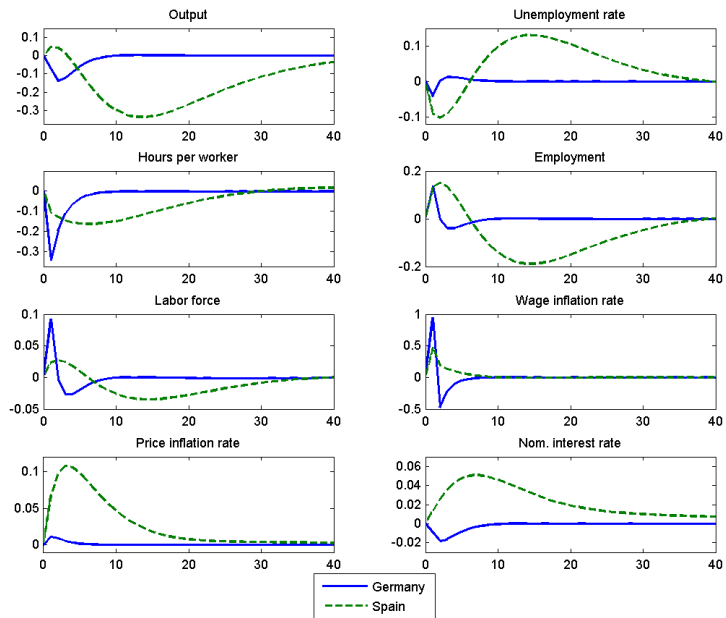 Output
0.1
0
-0.1
-0.2
-0.3
0 10 20 30 40
Unemployment rate
0.1
0
-0.1
0 10 20 30 40
Hours per worker
0
-0.1
-0.2
-0.3
0 10 20 30 40
Employment
0.2
0
-0.2
0 10 20 30 40
Labor force
0.1
0.05
0
-0.05
0 10 20 30 40
Wage inflation rate
1
0.5
0
-0.5
0 10 20 30 40
Price inflation rate
0.1
0.05
0
0 10 20 30 40
Nom. interest rate
0.06
0.04
0.02
0
-0.02
0 10 20 30 40
Germany
Spain